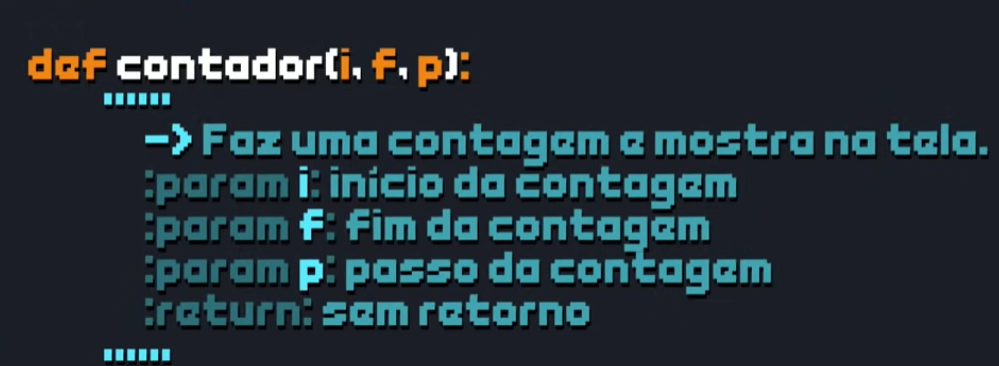 def contador(i, f, p):
""""""
-> Faz uma contagem e mostra na tela.
:param i: início da contagem
:param f: fim da contagem
:param p: passo da contagem
:return: sem retorno
""""""